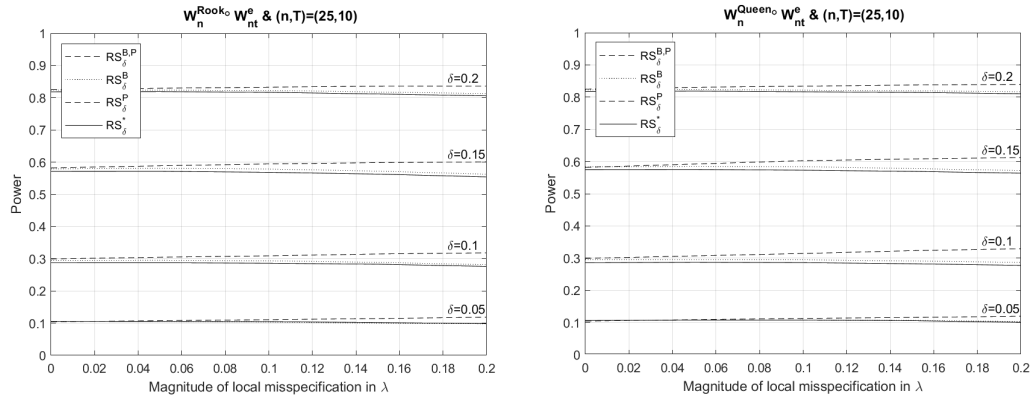 W_n^{Rook}∘ W_{nt}^{e} & (n,T)=(25,10)
1
0.9
0.8
0.7
0.6
0.5
0.4
0.3
0.2
0.1
0
Power
RS_δ^{B,P}
RS_δ^{B}
RS_δ^{P}
RS_δ^{*}
δ=0.2
δ=0.15
δ=0.1
δ=0.05
0 0.02 0.04 0.06 0.08 0.1 0.12 0.14 0.16 0.18 0.2
Magnitude of local misspecification in λ
W_n^{Queen}∘ W_{nt}^{e} & (n,T)=(25,10)
1
0.9
0.8
0.7
0.6
0.5
0.4
0.3
0.2
0.1
0
Power
RS_δ^{B,P}
RS_δ^{B}
RS_δ^{P}
RS_δ^{*}
δ=0.2
δ=0.15
δ=0.1
δ=0.05
0 0.02 0.04 0.06 0.08 0.1 0.12 0.14 0.16 0.18 0.2
Magnitude of local misspecification in λ